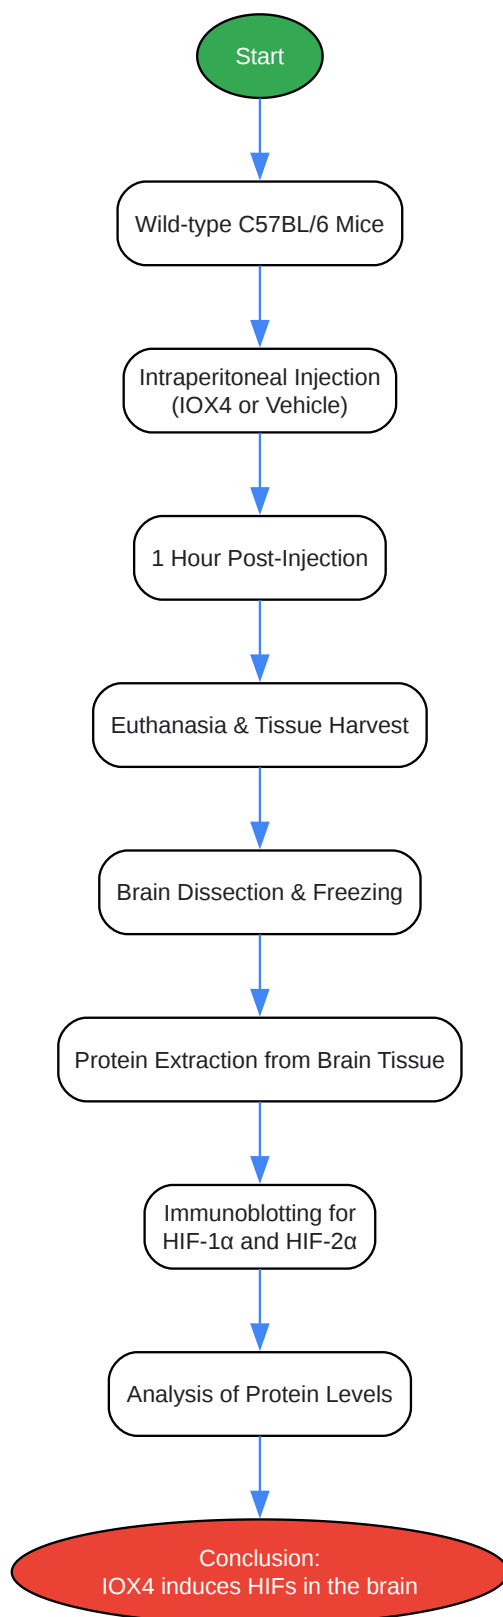 Start
Wild-type C57BL/6 Mice
Intraperitoneal Injection
(IOX4 or Vehicle)
1 Hour Post-Injection
Euthanasia & Tissue Harvest
Brain Dissection & Freezing
Protein Extraction from Brain Tissue
Immunoblotting for
HIF-1α and HIF-2α
Analysis of Protein Levels
Conclusion:
IOX4 induces HIFs in the brain